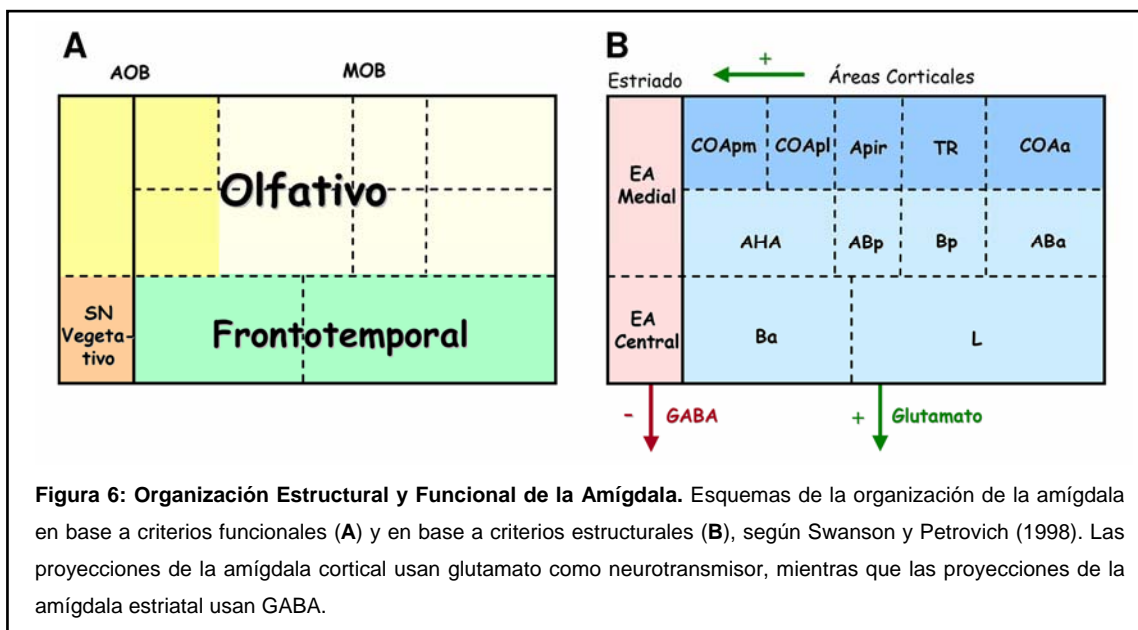 A
AOB MOB
Olfativo
SN
Vegeta-
tivo
Frontotemporal
B
+
Estriado Áreas Corticales
COApm COApl Apir TR COAa
EA
Medial
AHA ABp Bp ABa
EA
Central
Ba L
- GABA + Glutamato
Figura 6: Organización Estructural y Funcional de la Amígdala. Esquemas de la organización de la amígdala
en base a criterios funcionales (A) y en base a criterios estructurales (B), según Swanson y Petrovich (1998). Las
proyecciones de la amígdala cortical usan glutamato como neurotransmisor, mientras que las proyecciones de la
amígdala estriatal usan GABA.